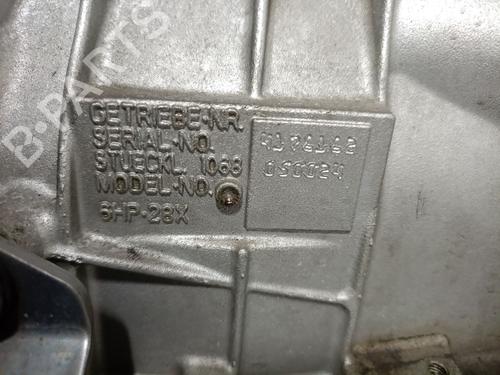 GETRIEBE-NR.
SERIAL-NO.
STUECKL. 1068
MODEL-NO.
6HP-28X
050024
B-PARTS